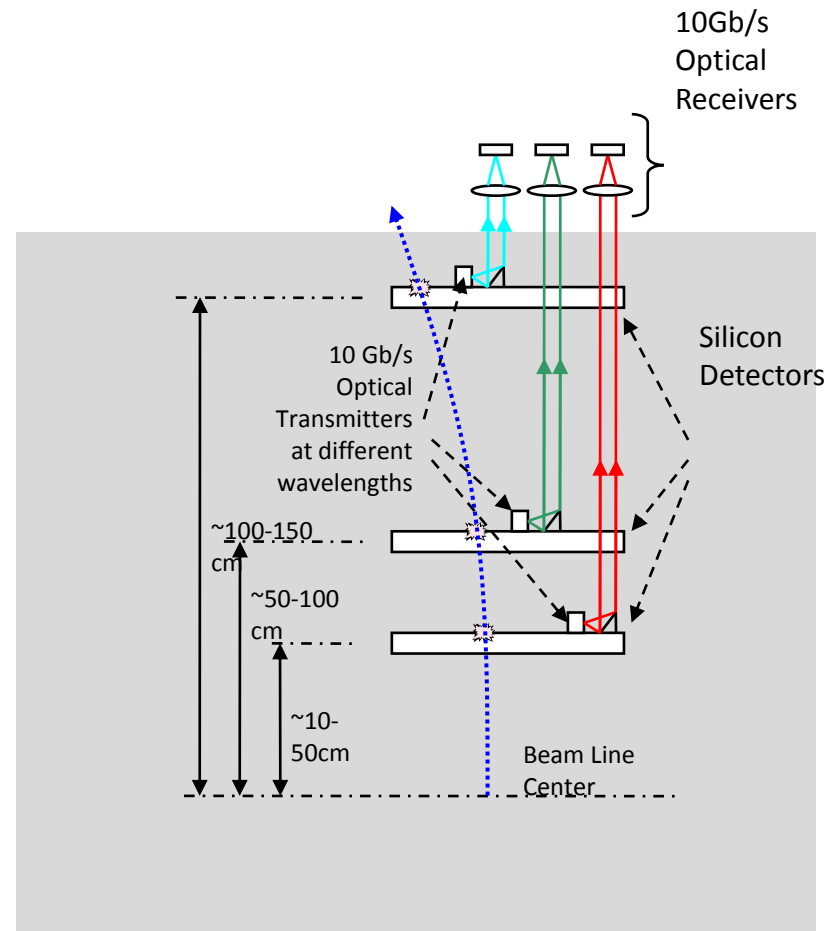 10Gb/s
Optical
Receivers
Silicon
Detectors
10 Gb/s
Optical
Transmitters
at different
wavelengths
~100-150
cm
~50-100
cm
~10-
50cm
Beam Line
Center